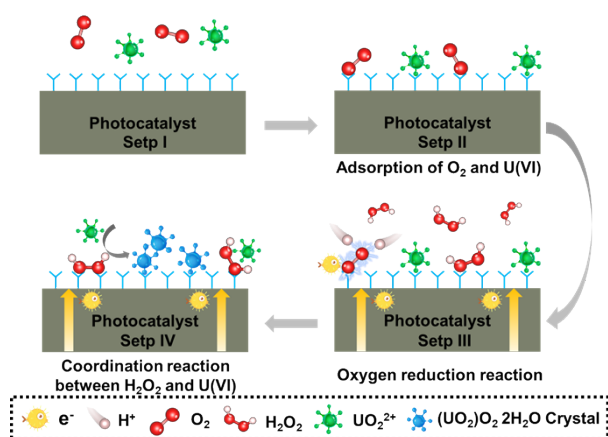 Photocatalyst
Setp I
Photocatalyst
Setp II
Adsorption of O₂ and U(VI)
Photocatalyst
Setp IV
Coordination reaction
between H₂O₂ and U(VI)
Photocatalyst
Setp III
Oxygen reduction reaction
e⁻ H⁺ O₂ H₂O₂ UO₂²⁺ (UO₂)O₂ 2H₂O Crystal